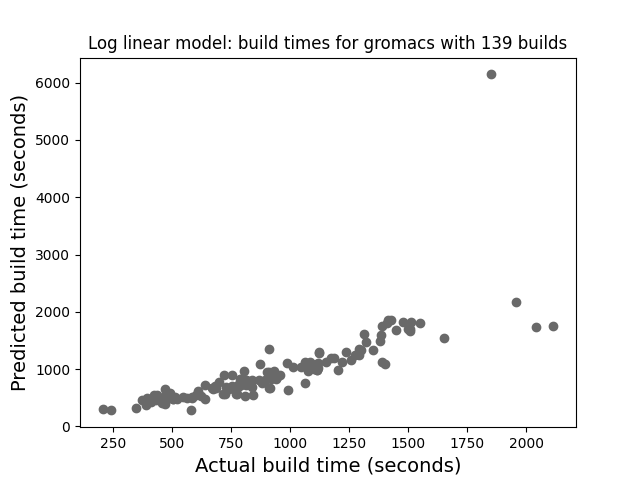 Log linear model: build times for gromacs with 139 builds
Predicted build time (seconds)
6000
5000
4000
3000
2000
1000
0
250 500 750 1000 1250 1500 1750 2000
Actual build time (seconds)